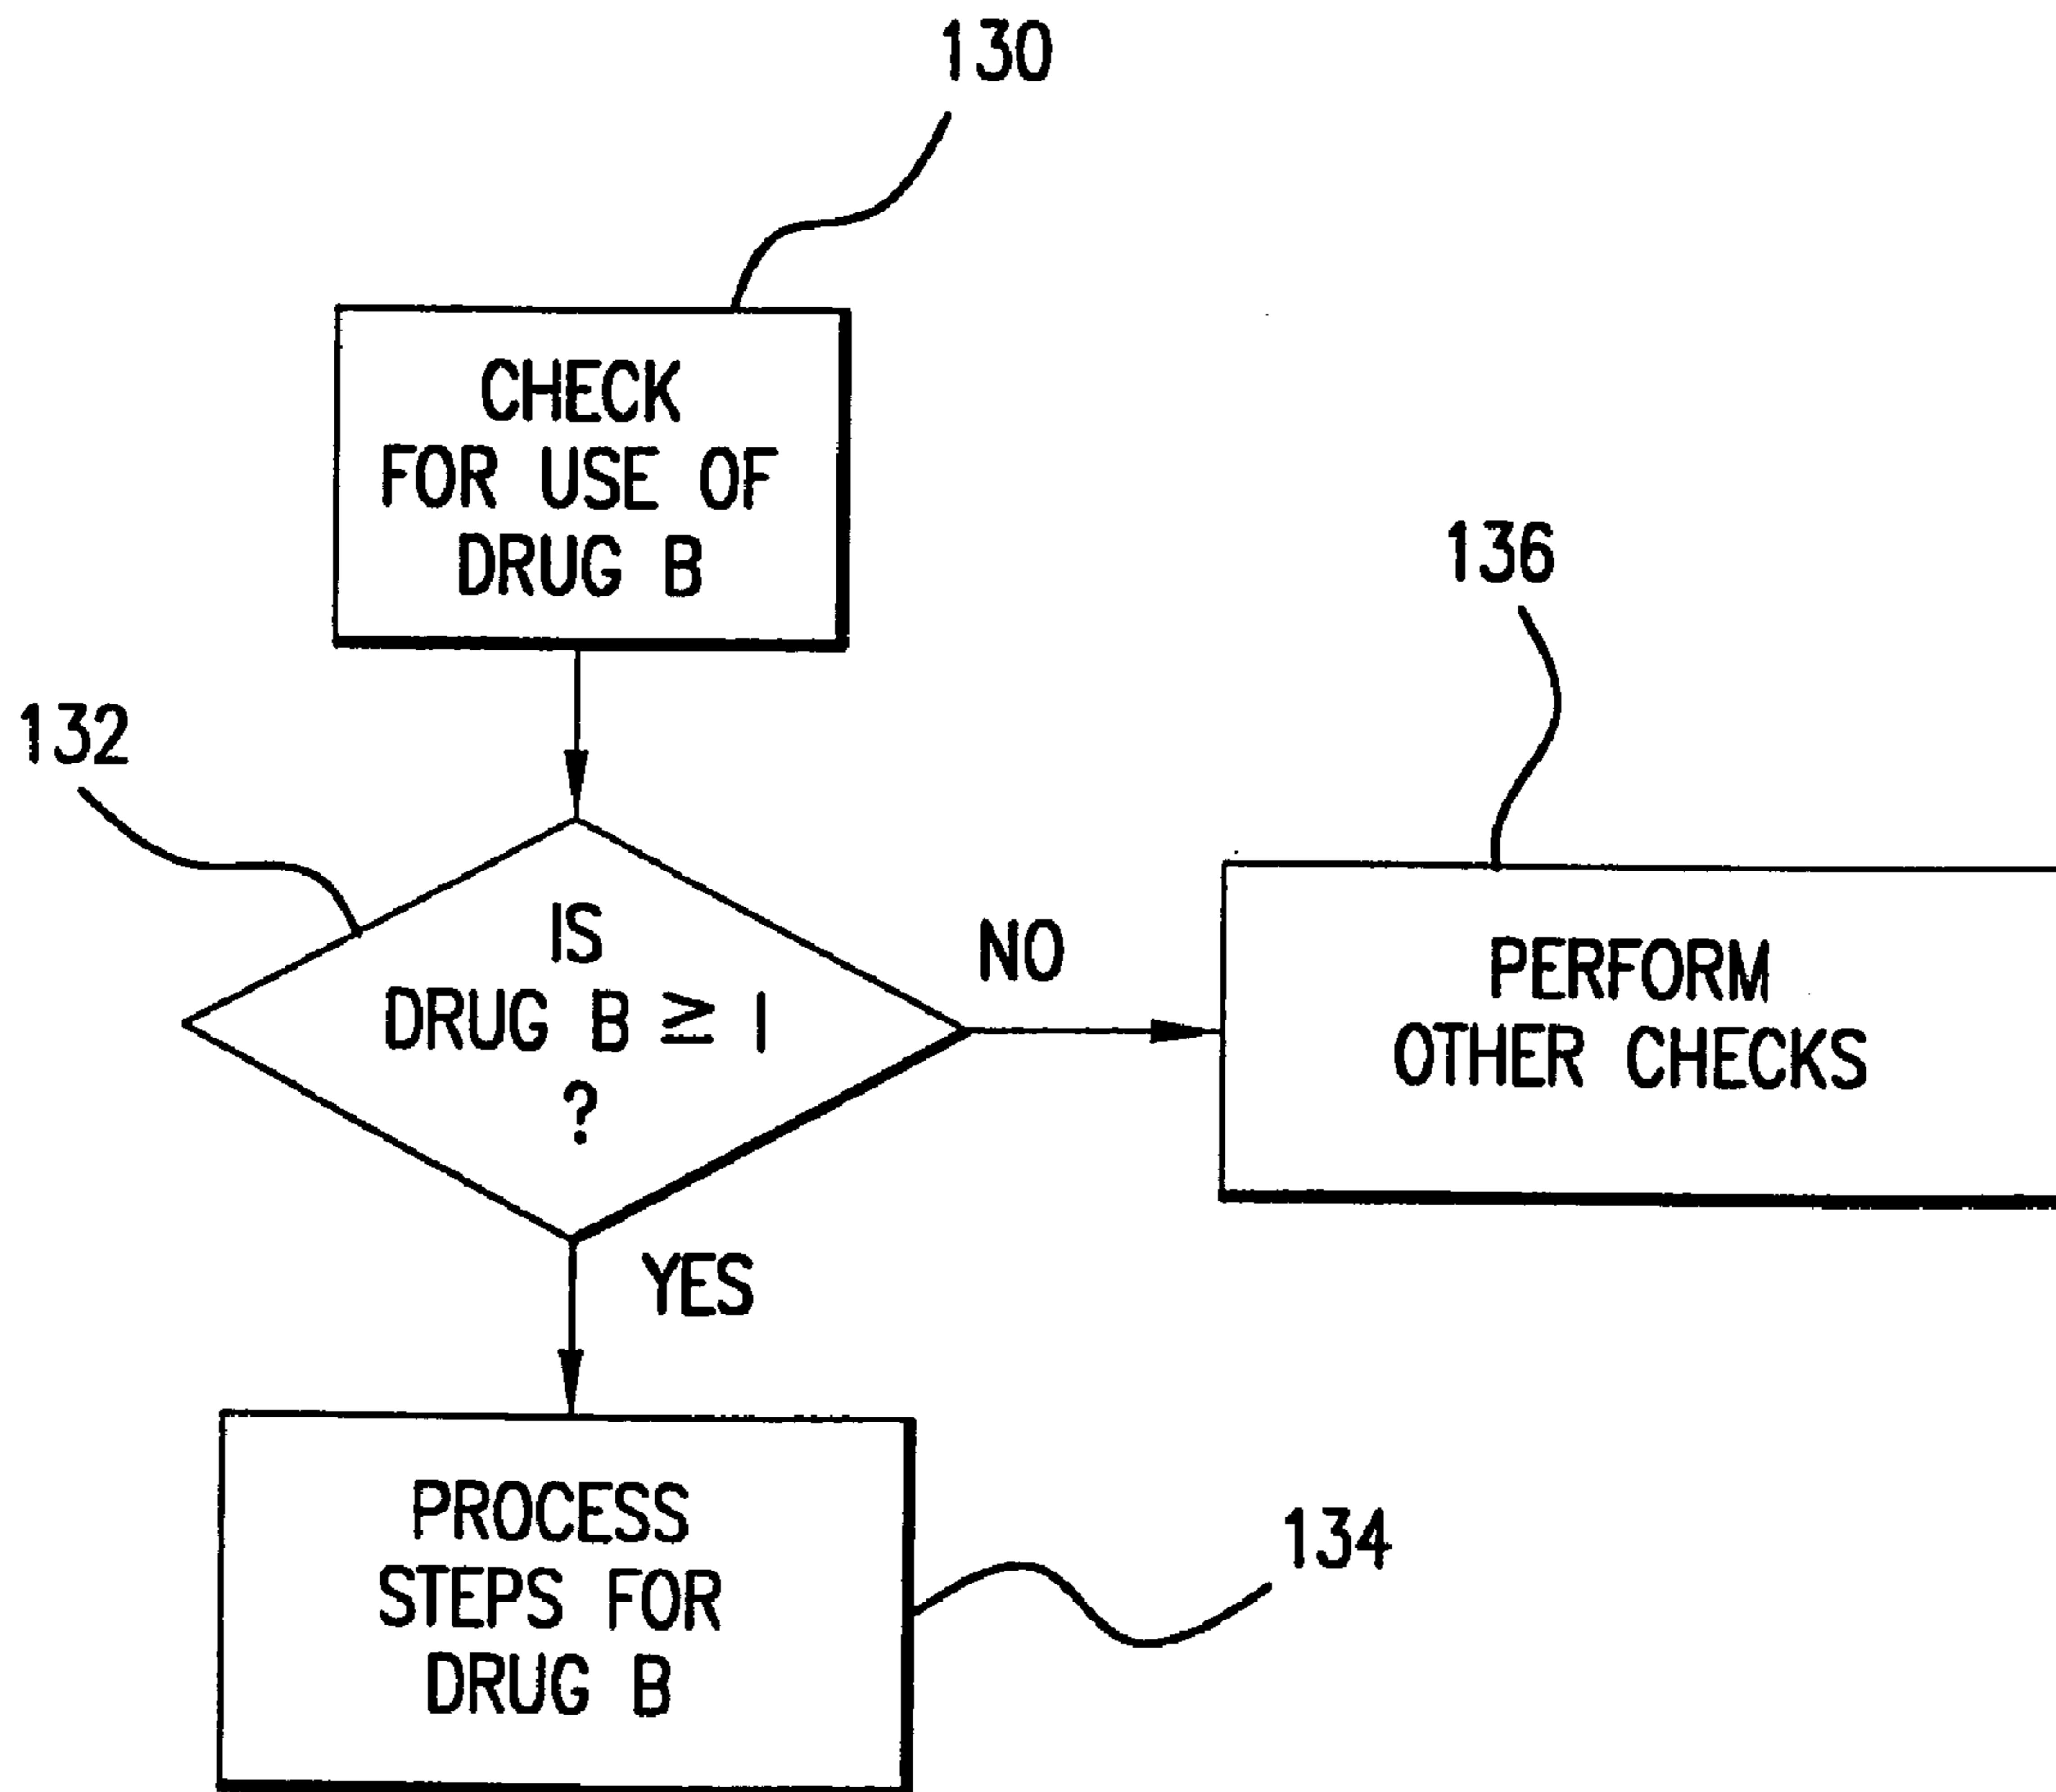 130
CHECK
FOR USE OF
DRUG B
132
136
IS
DRUG B ≧ 1
?
NO
PERFORM
OTHER CHECKS
YES
PROCESS
STEPS FOR
DRUG B
134